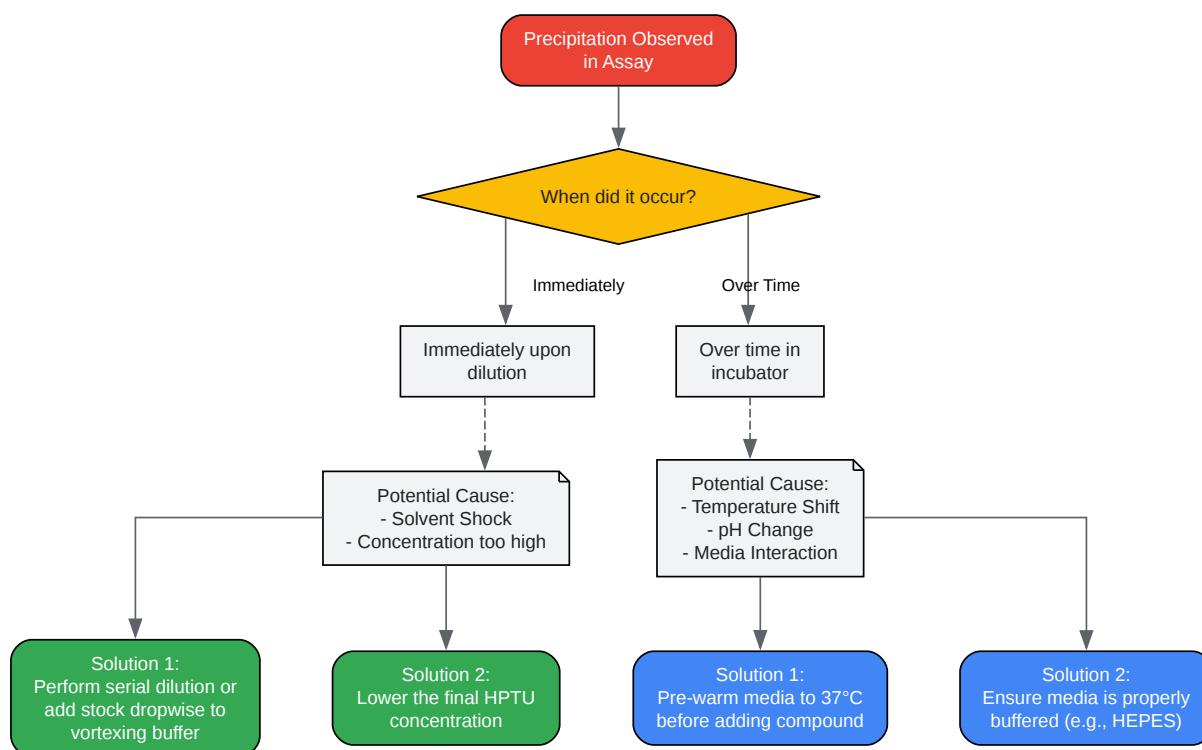 Precipitation Observed
in Assay
When did it occur?
Immediately
Over Time
Immediately upon
dilution
Over time in
incubator
Potential Cause:
- Solvent Shock
- Concentration too high
Potential Cause:
- Temperature Shift
- pH Change
- Media Interaction
Solution 1:
Perform serial dilution or
add stock dropwise to
vortexing buffer
Solution 2:
Lower the final HPTU
concentration
Solution 1:
Pre-warm media to 37°C
before adding compound
Solution 2:
Ensure media is properly
buffered (e.g., HEPES)